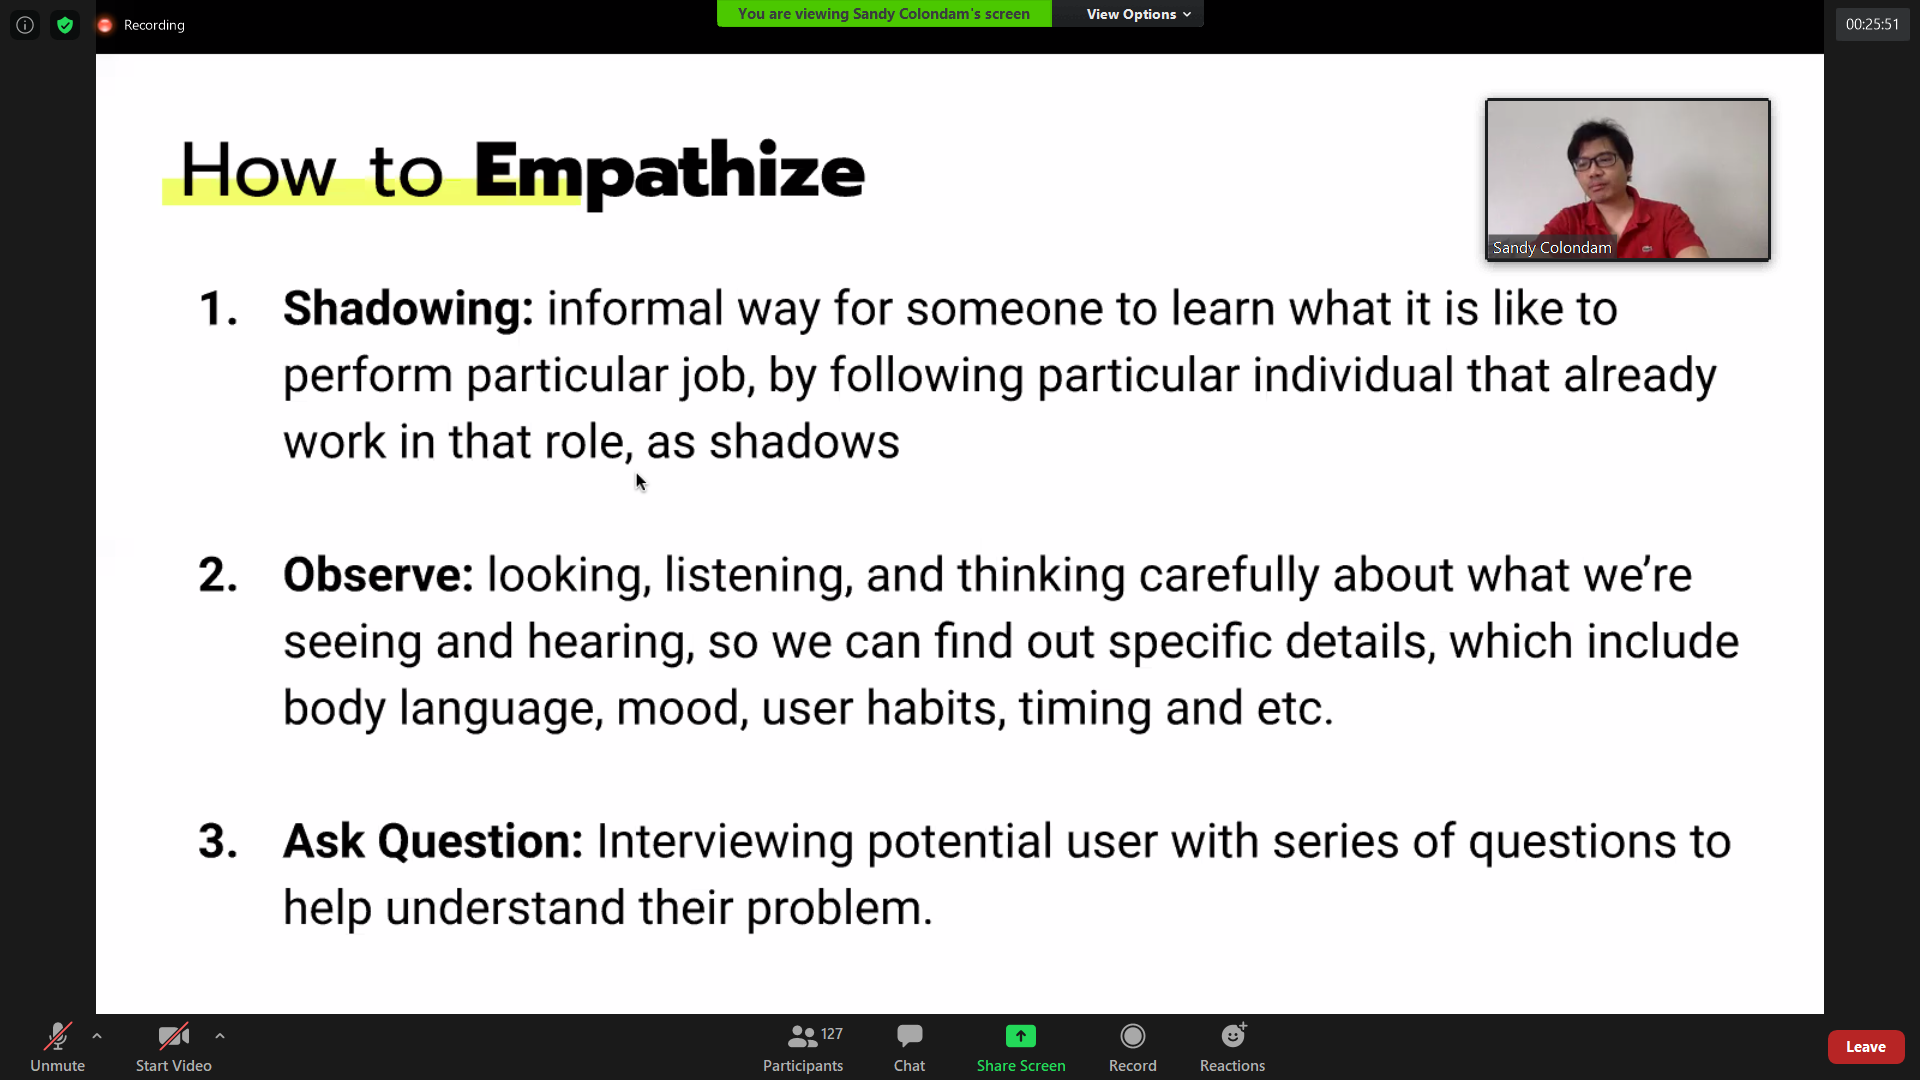 Recording
You are viewing Sandy Colondam's screen
View Options
00:25:51
How to Empathize
Sandy Colondam
1. Shadowing: informal way for someone to learn what it is like to
perform particular job, by following particular individual that already
work in that role, as shadows
2. Observe: looking, listening, and thinking carefully about what we’re
seeing and hearing, so we can find out specific details, which include
body language, mood, user habits, timing and etc.
3. Ask Question: Interviewing potential user with series of questions to
help understand their problem.
Unmute
Start Video
127
Participants
Chat
Share Screen
Record
Reactions
Leave